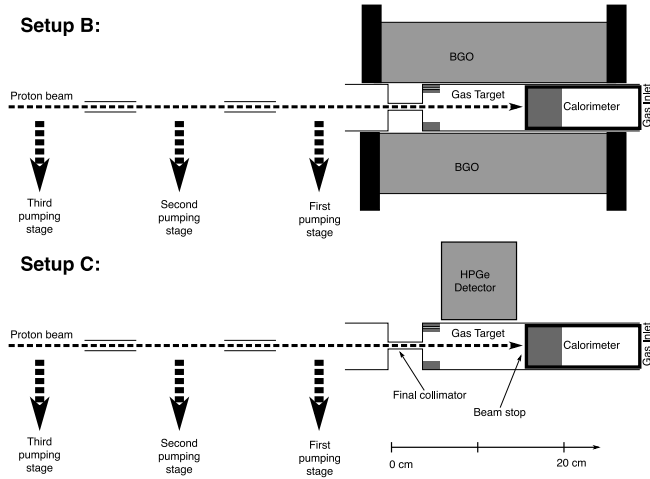 Setup B:
BGO
Proton beam
Gas Target
Calorimeter
Gas Inlet
BGO
Third
pumping
stage
Second
pumping
stage
First
pumping
stage
Setup C:
HPGe
Detector
Proton beam
Gas Target
Calorimeter
Gas Inlet
Final collimator
Beam stop
Third
pumping
stage
Second
pumping
stage
First
pumping
stage
0 cm
20 cm